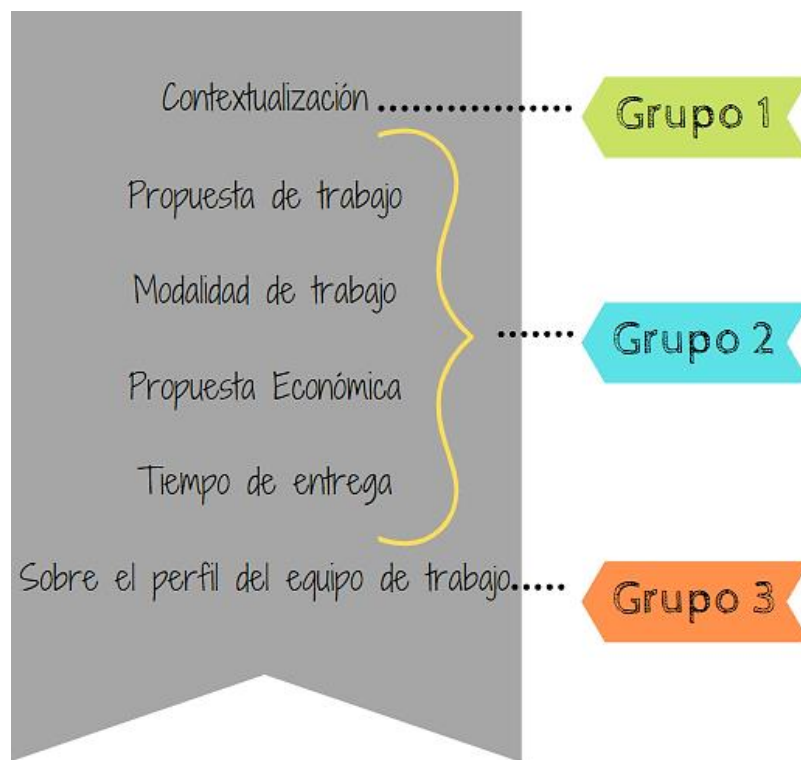 Contextualización
Grupo 1
Propuesta de trabajo
Modalidad de trabajo
Grupo 2
Propuesta Económica
Tiempo de entrega
Sobre el perfil del equipo de trabajo
Grupo 3